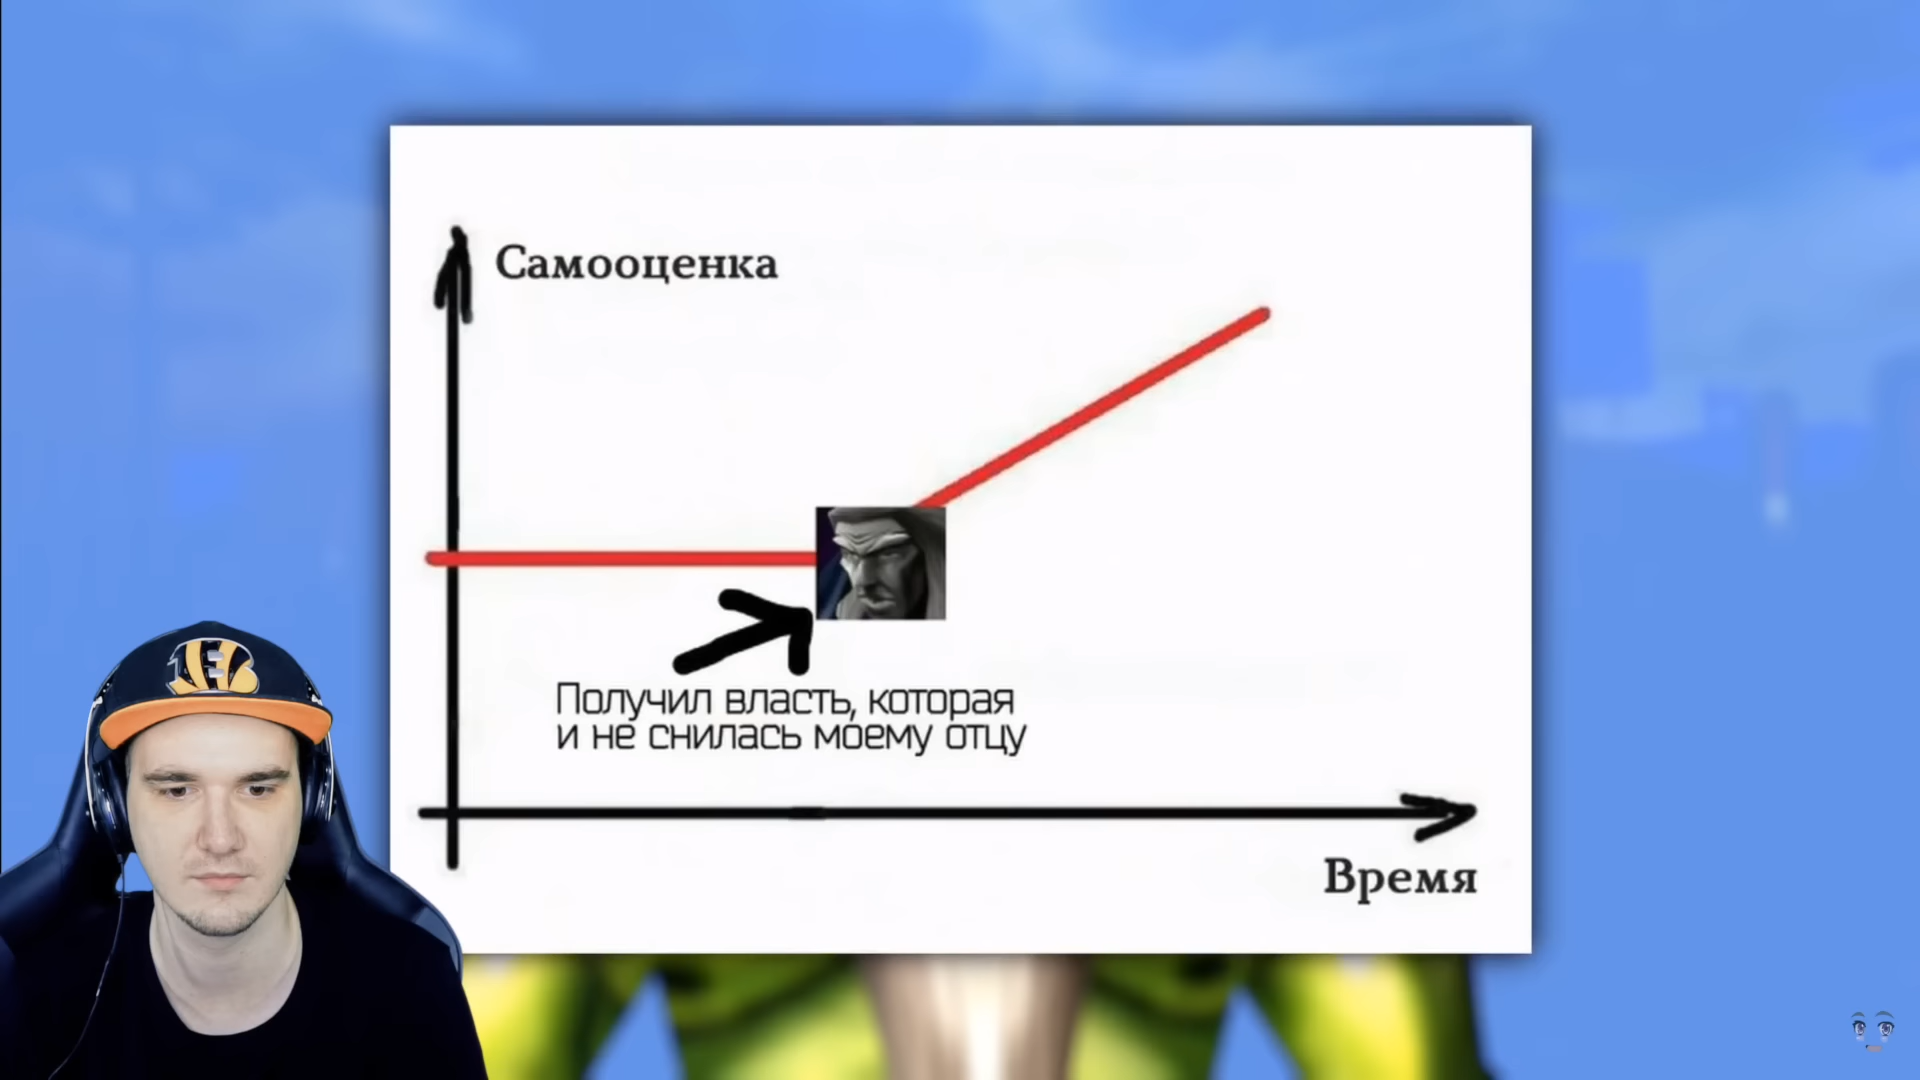 Самооценка
Получил власть, которая
и не снилась моему отцу
Время